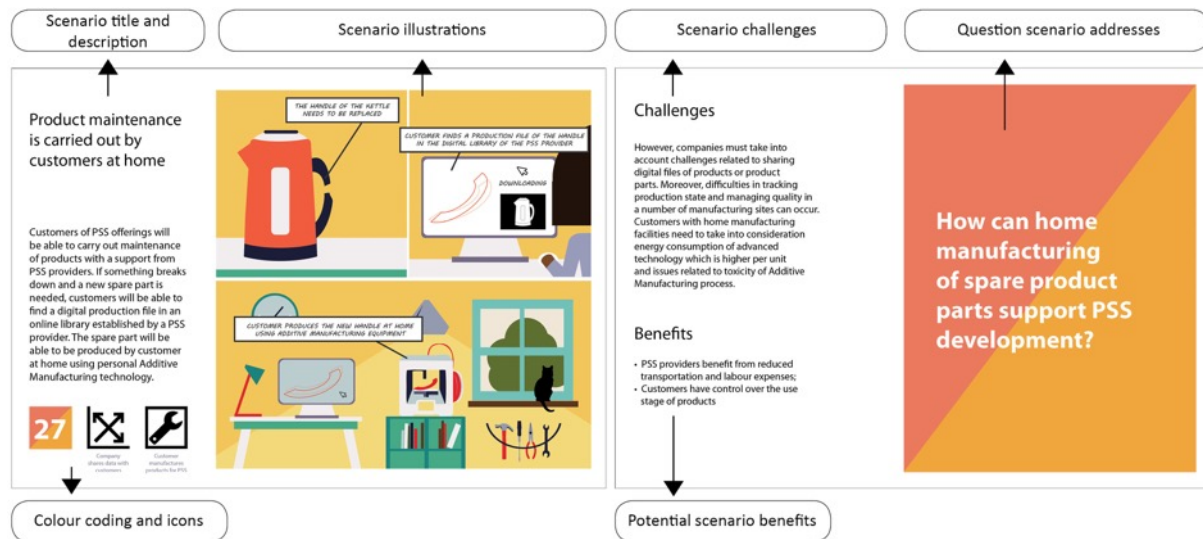 Scenario title and
description
Scenario illustrations
Scenario challenges
Question scenario addresses
Product maintenance
is carried out by
customers at home
Customers of PSS offerings will
be able to carry out maintenance
of products with a support from
PSS providers. If something breaks
down and a new spare part is
needed, customers will be able to
find a digital production file in an
online library established by a PSS
provider. The spare part will be
able to be produced by customer
at home using personal Additive
Manufacturing technology.
27
Company
shares data with
customers
Customer
manufactures
products for PSS
THE HANDLE OF THE KETTLE
NEEDS TO BE REPLACED
CUSTOMER FINDS A PRODUCTION FILE OF THE HANDLE
IN THE DIGITAL LIBRARY OF THE PSS PROVIDER
DOWNLOADING
CUSTOMER PRODUCES THE NEW HANDLE AT HOME
USING ADDITIVE MANUFACTURING EQUIPMENT
Challenges
However, companies must take into
account challenges related to sharing
digital files of products or product
parts. Moreover, difficulties in tracking
production state and managing quality in
a number of manufacturing sites can occur.
Customers with home manufacturing
facilities need to take into consideration
energy consumption of advanced
technology which is higher per unit
and issues related to toxicity of Additive
Manufacturing process.
Benefits
• PSS providers benefit from reduced
transportation and labour expenses;
• Customers have control over the use
stage of products
How can home
manufacturing
of spare product
parts support PSS
development?
Colour coding and icons
Potential scenario benefits